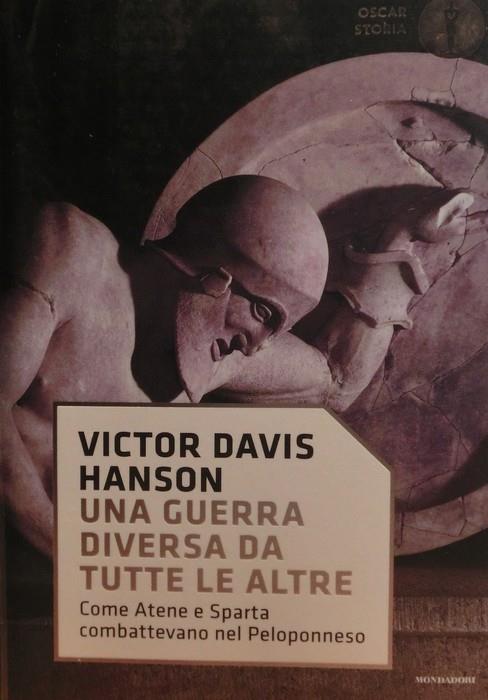 OSCAR
STORIA
VICTOR DAVIS
HANSON
UNA GUERRA
DIVERSA DA
TUTTE LE ALTRE
Come Atene e Sparta
combattevano nel Peloponneso
MONDADORI